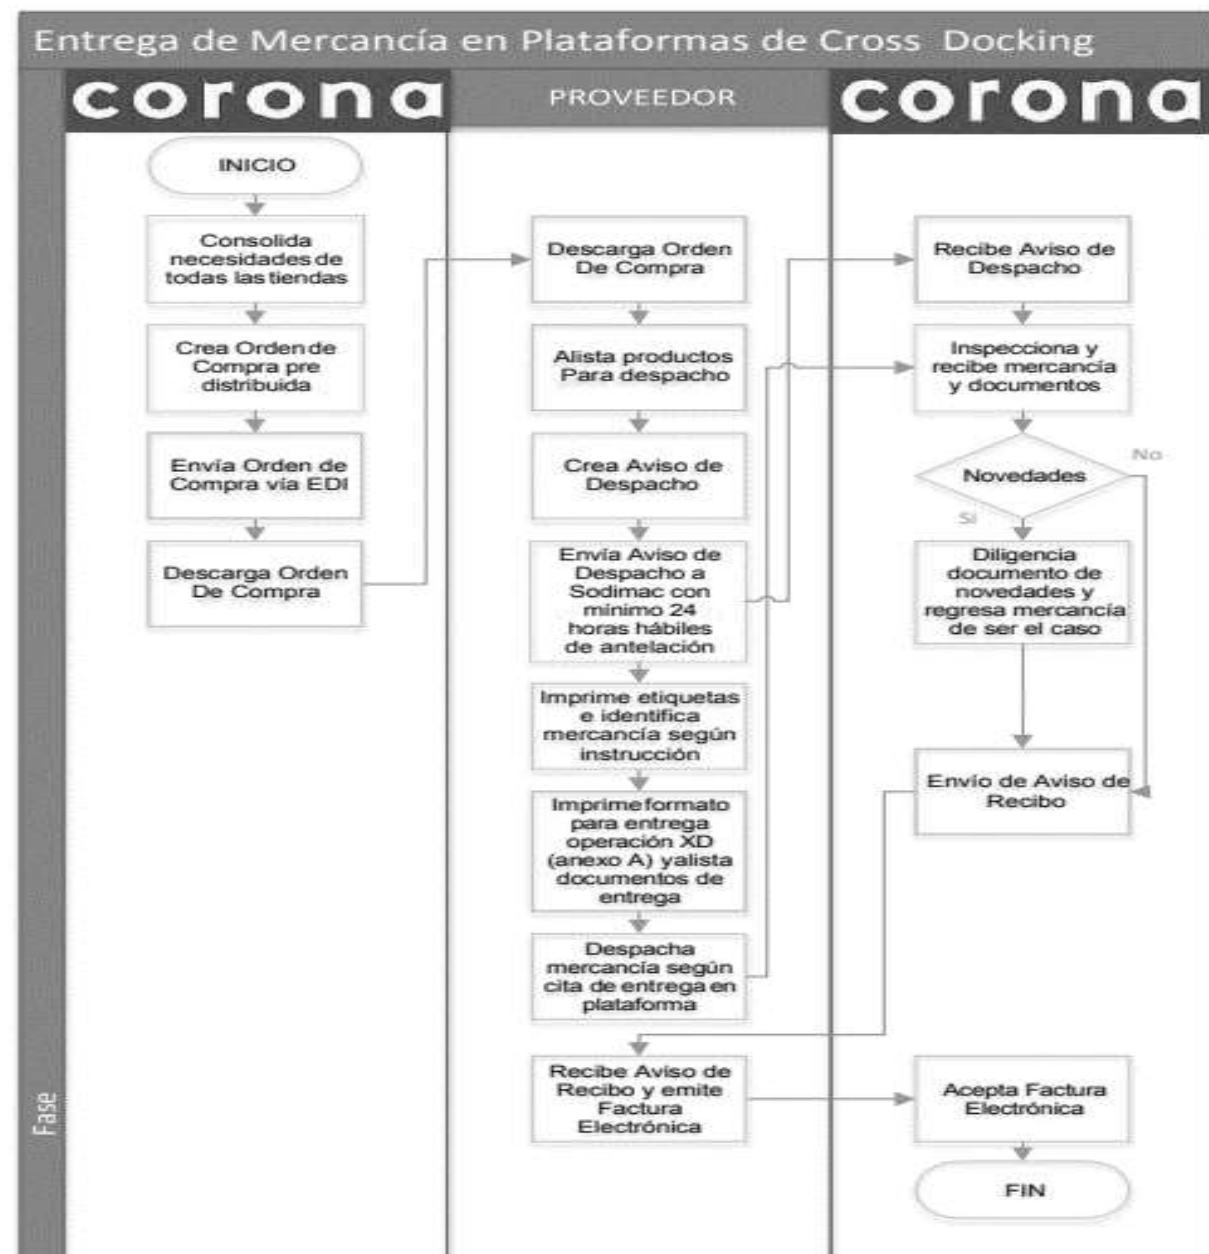 Entrega de Mercancía en Plataformas de Cross Docking
corona
PROVEEDOR
corona
INICIO
Consolida
necesidades de
todas las tiendas
Crea Orden de
Compra pre
distribuida
Envía Orden de
Compra vía EDI
Descarga Orden
De Compra
Descarga Orden
De Compra
Alista productos
Para despacho
Crea Aviso de
Despacho
Envía Aviso de
Despacho a
Sodimac con
mínimo 24
horas hábiles
de antelación
Imprime etiquetas
e identifica
mercancía según
instrucción
Imprime formato
para entrega
operación XD
(anexo A) yalista
documentos de
entrega
Despacha
mercancía según
cita de entrega en
plataforma
Recibe Aviso de
Recibo y emite
Factura
Electrónica
Recibe Aviso de
Despacho
Inspecciona y
recibe mercancía
y documentos
Novedades
No
Si
Diligencia
documento de
novedades y
regresa mercancía
de ser el caso
Envío de Aviso de
Recibo
Acepta Factura
Electrónica
FIN
Fase